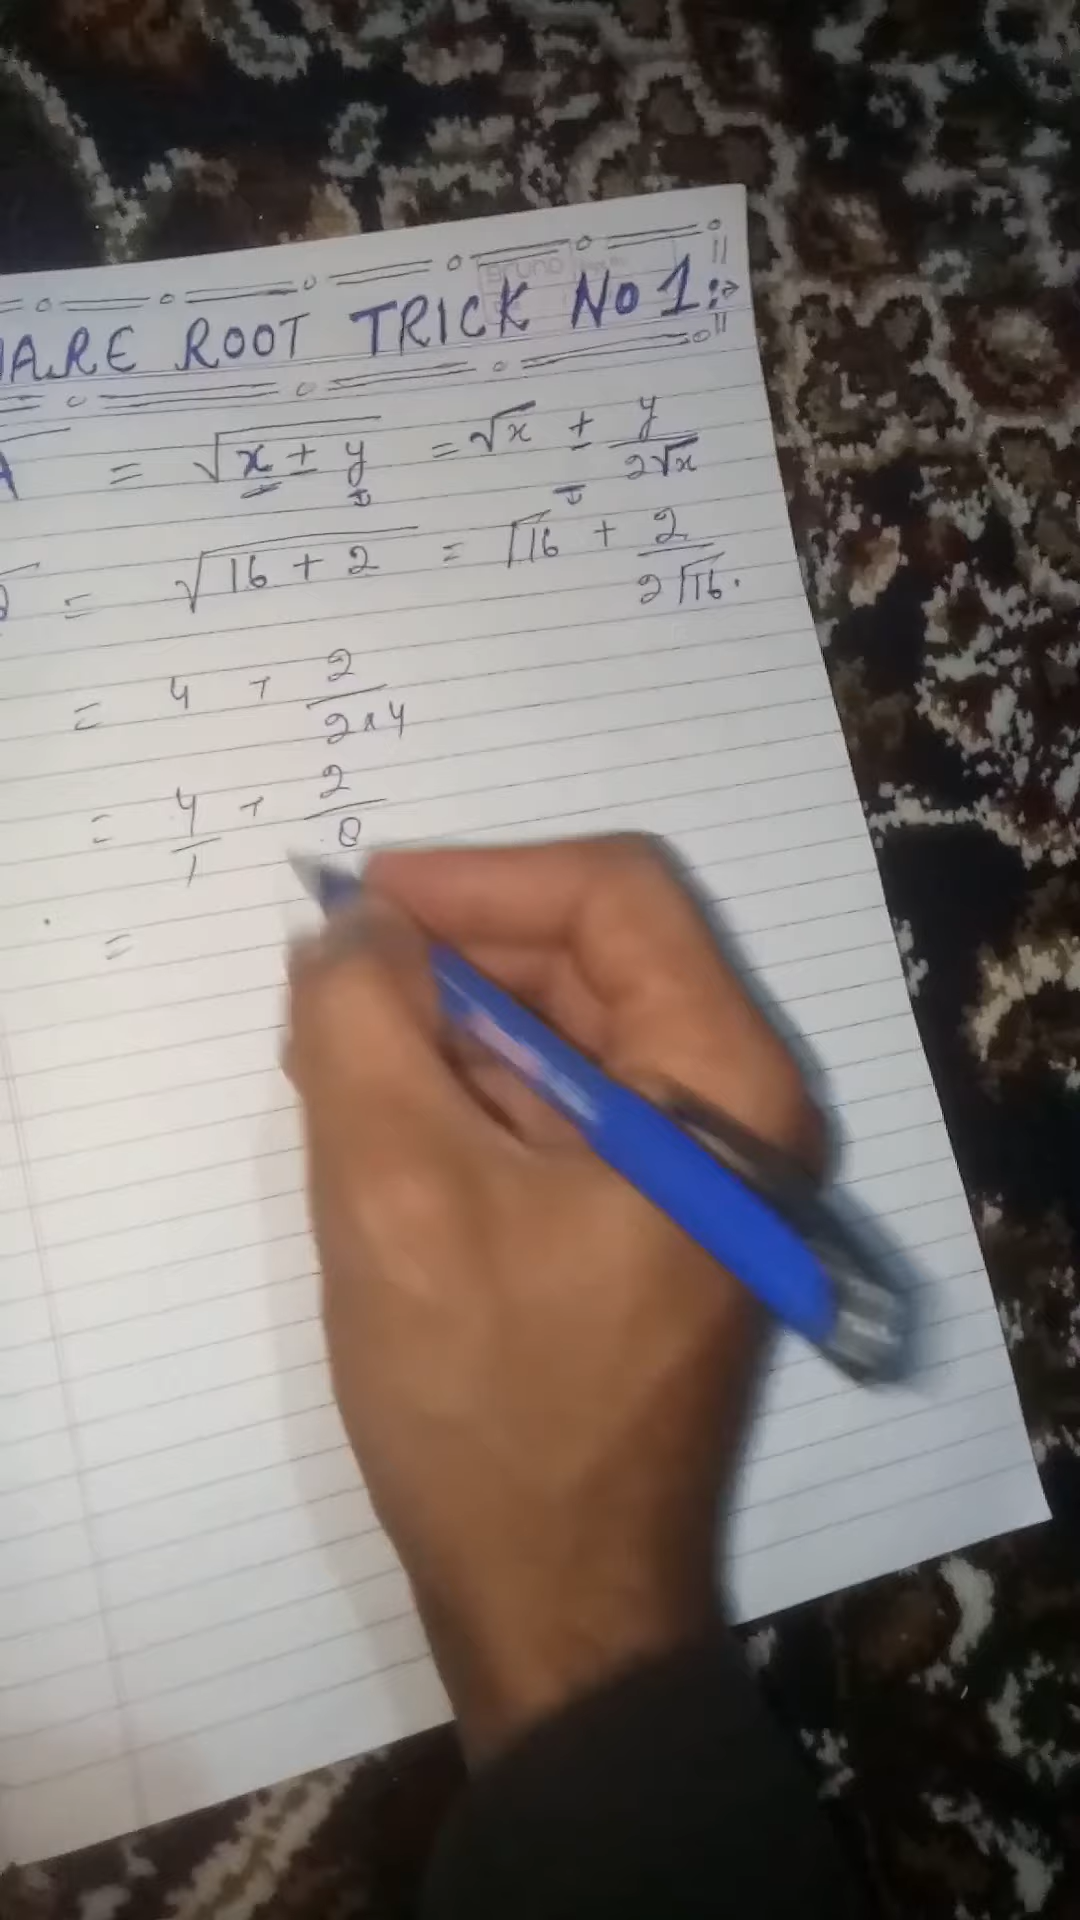 ARE ROOT TRICK NO 1:→
= √x ± y = √x ± y/2√x
= √16 + 2 = √16 + 2/2√16.
= 4 + 2/2×4
= 4/1 + 2/8
=